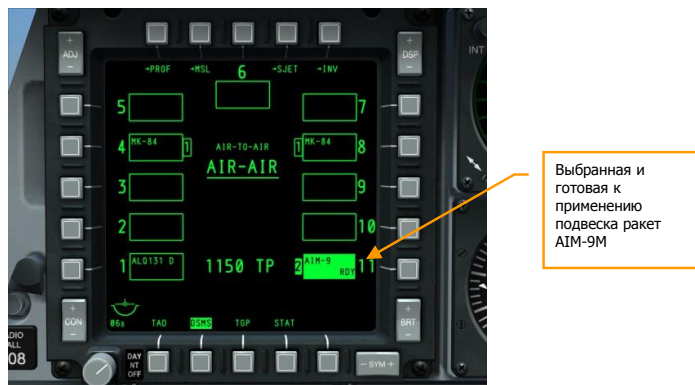 + ADJ -
+ DSP -
INT
→PROF →MSL 6 →SJET →INV
5 7
4 MK-84 1 AIR-TO-AIR 1 MK-84 8
AIR-AIR
3 9
2 10
1 ALQ131 D 1150 TP 2 AIM-9 RDY 11
+ CON -
+ BRT -
TAD DSMS TGP STAT
ALL
08
DAY
NT
OFF
- SYM +
Выбранная и
готовая к
применению
подвеска ракет
AIM-9M